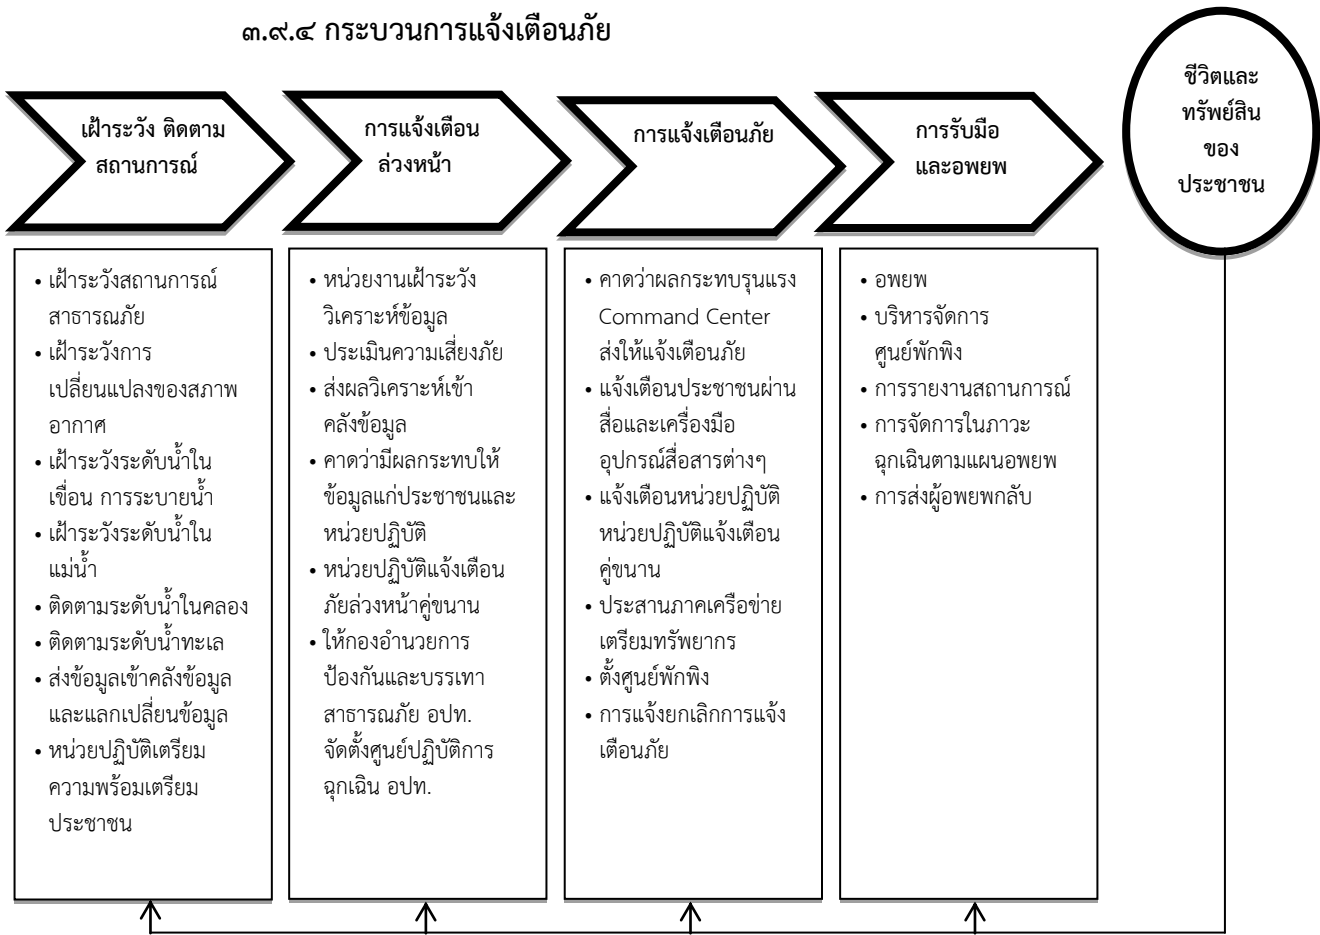 ๓.๙.๔ กระบวนการแจ้งเตือนภัย
เฝ้าระวัง ติดตาม
สถานการณ์
การแจ้งเตือน
ล่วงหน้า
การแจ้งเตือนภัย
การรับมือ
และอพยพ
ชีวิตและ
ทรัพย์สิน
ของ
ประชาชน
• เฝ้าระวังสถานการณ์
สาธารณภัย
• เฝ้าระวังการ
เปลี่ยนแปลงของสภาพ
อากาศ
• เฝ้าระวังระดับน้ำใน
เขื่อน การระบายน้ำ
• เฝ้าระวังระดับน้ำใน
แม่น้ำ
• ติดตามระดับน้ำในคลอง
• ติดตามระดับน้ำทะเล
• ส่งข้อมูลเข้าคลังข้อมูล
และแลกเปลี่ยนข้อมูล
• หน่วยปฏิบัติเตรียม
ความพร้อมเตรียม
ประชาชน
• หน่วยงานเฝ้าระวัง
วิเคราะห์ข้อมูล
• ประเมินความเสี่ยงภัย
• ส่งผลวิเคราะห์เข้า
คลังข้อมูล
• คาดว่ามีผลกระทบให้
ข้อมูลแก่ประชาชนและ
หน่วยปฏิบัติ
• หน่วยปฏิบัติแจ้งเตือน
ภัยล่วงหน้าคู่ขนาน
• ให้กองอำนวยการ
ป้องกันและบรรเทา
สาธารณภัย อปท.
จัดตั้งศูนย์ปฏิบัติการ
ฉุกเฉิน อปท.
• คาดว่าผลกระทบรุนแรง
Command Center
ส่งให้แจ้งเตือนภัย
• แจ้งเตือนประชาชนผ่าน
สื่อและเครื่องมือ
อุปกรณ์สื่อสารต่างๆ
• แจ้งเตือนหน่วยปฏิบัติ
หน่วยปฏิบัติแจ้งเตือน
คู่ขนาน
• ประสานภาคเครือข่าย
เตรียมทรัพยากร
• ตั้งศูนย์พักพิง
• การแจ้งยกเลิกการแจ้ง
เตือนภัย
• อพยพ
• บริหารจัดการ
ศูนย์พักพิง
• การรายงานสถานการณ์
• การจัดการในภาวะ
ฉุกเฉินตามแผนอพยพ
• การส่งผู้อพยพกลับ